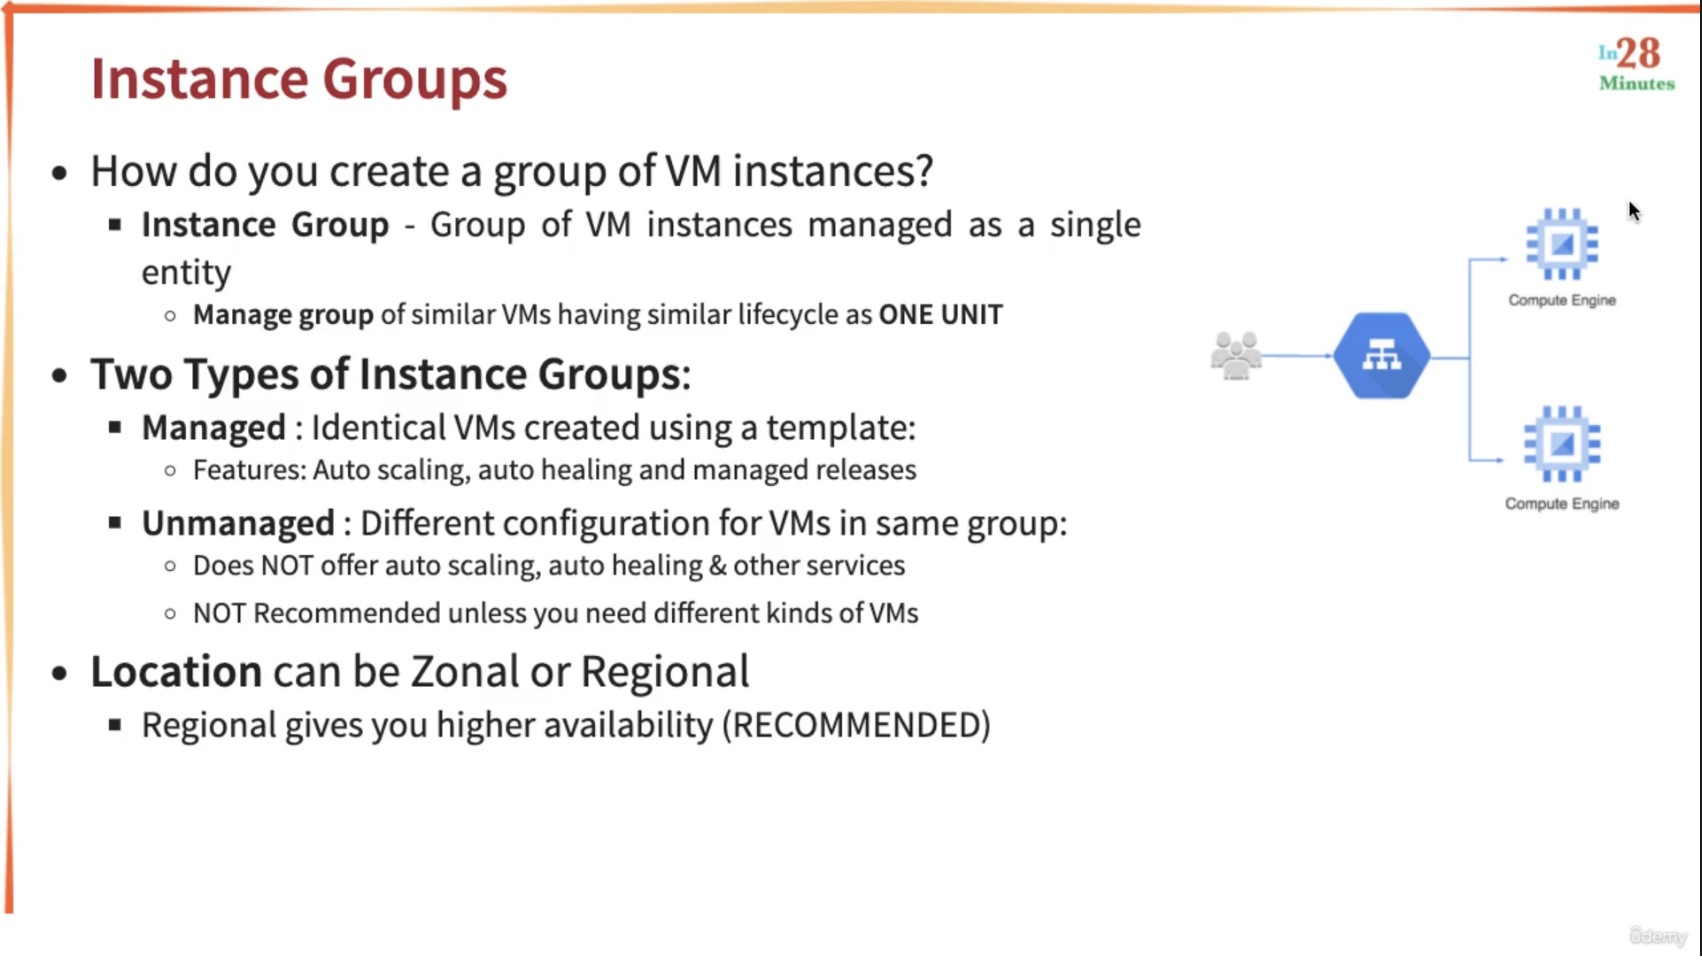 Instance Groups
In28
Minutes
• How do you create a group of VM instances?
▪ Instance Group - Group of VM instances managed as a single
entity
○ Manage group of similar VMs having similar lifecycle as ONE UNIT
• Two Types of Instance Groups:
▪ Managed : Identical VMs created using a template:
○ Features: Auto scaling, auto healing and managed releases
▪ Unmanaged : Different configuration for VMs in same group:
○ Does NOT offer auto scaling, auto healing & other services
○ NOT Recommended unless you need different kinds of VMs
• Location can be Zonal or Regional
▪ Regional gives you higher availability (RECOMMENDED)
Compute Engine
Compute Engine
ûdemy